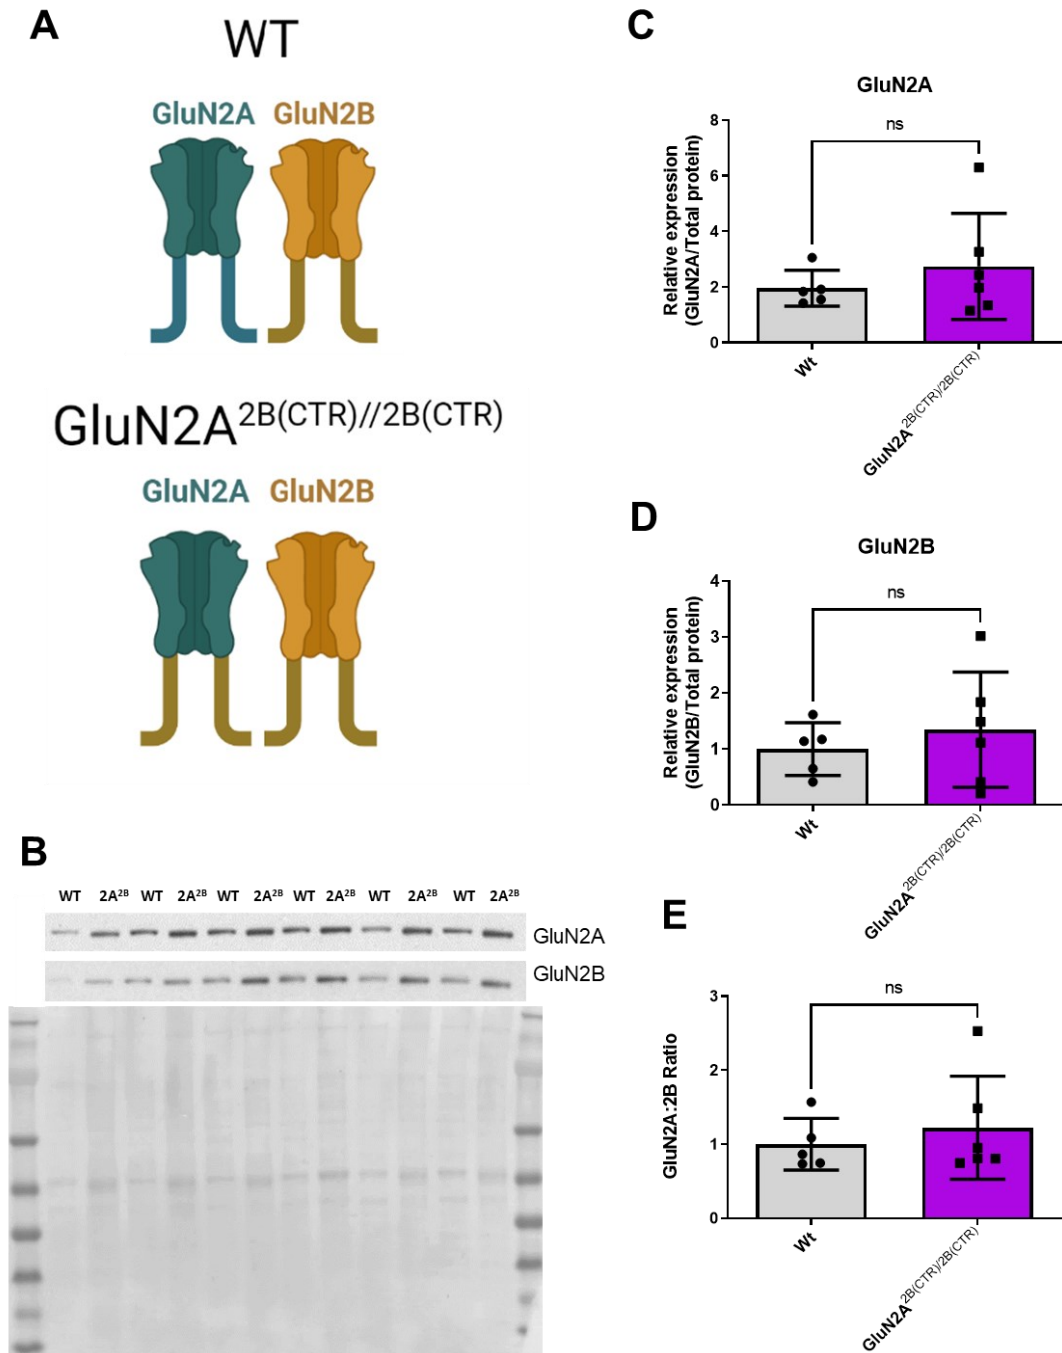 A
WT
GluN2A GluN2B
GluN2A2B(CTR)//2B(CTR)
GluN2A GluN2B
B
WT 2A2B WT 2A2B WT 2A2B WT 2A2B WT 2A2B WT 2A2B
GluN2A
GluN2B
C
GluN2A
Relative expression
(GluN2A/Total protein)
8
6
4
2
0
ns
Wt
GluN2A2B(CTR)/2B(CTR)
D
GluN2B
Relative expression
(GluN2B/Total protein)
4
3
2
1
0
ns
Wt
GluN2A2B(CTR)/2B(CTR)
E
GluN2A:2B Ratio
3
2
1
0
ns
Wt
GluN2A2B(CTR)/2B(CTR)